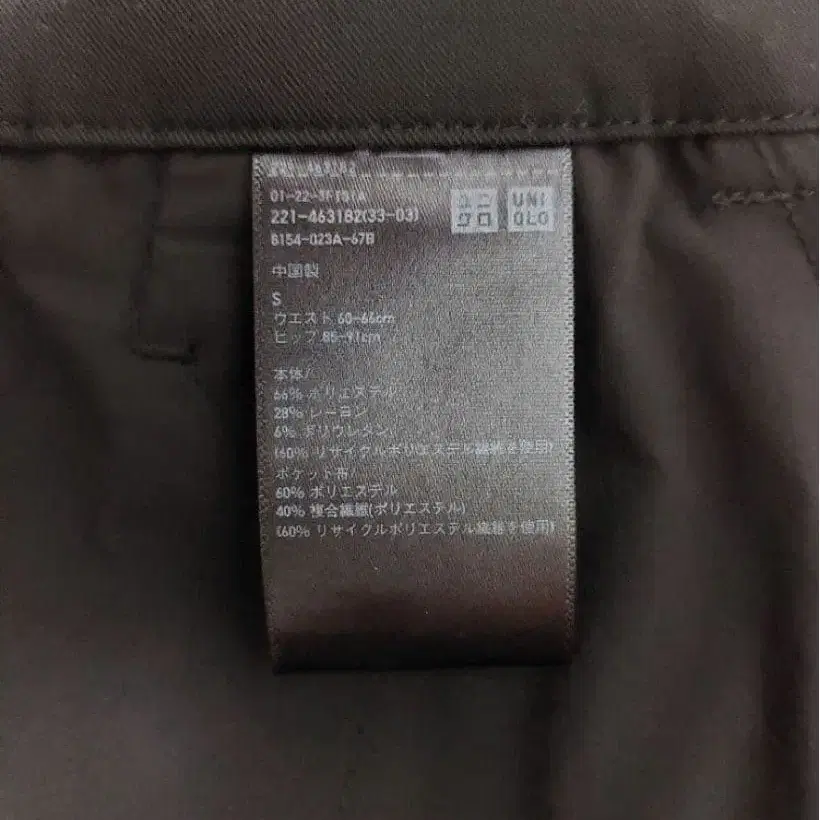 ユニ UNI
クロ QLO
221-463182(33-03)
8154-023A-67B
中国製
S
ウエスト 60-66cm
ヒップ 85-91cm
本体/
66% ポリエステル
28% レーヨン
6% ポリウレタン
(40% リサイクルポリエステル繊維を使用)
ポケット布/
60% ポリエステル
40% 複合繊維(ポリエステル)
(60% リサイクルポリエステル繊維を使用)